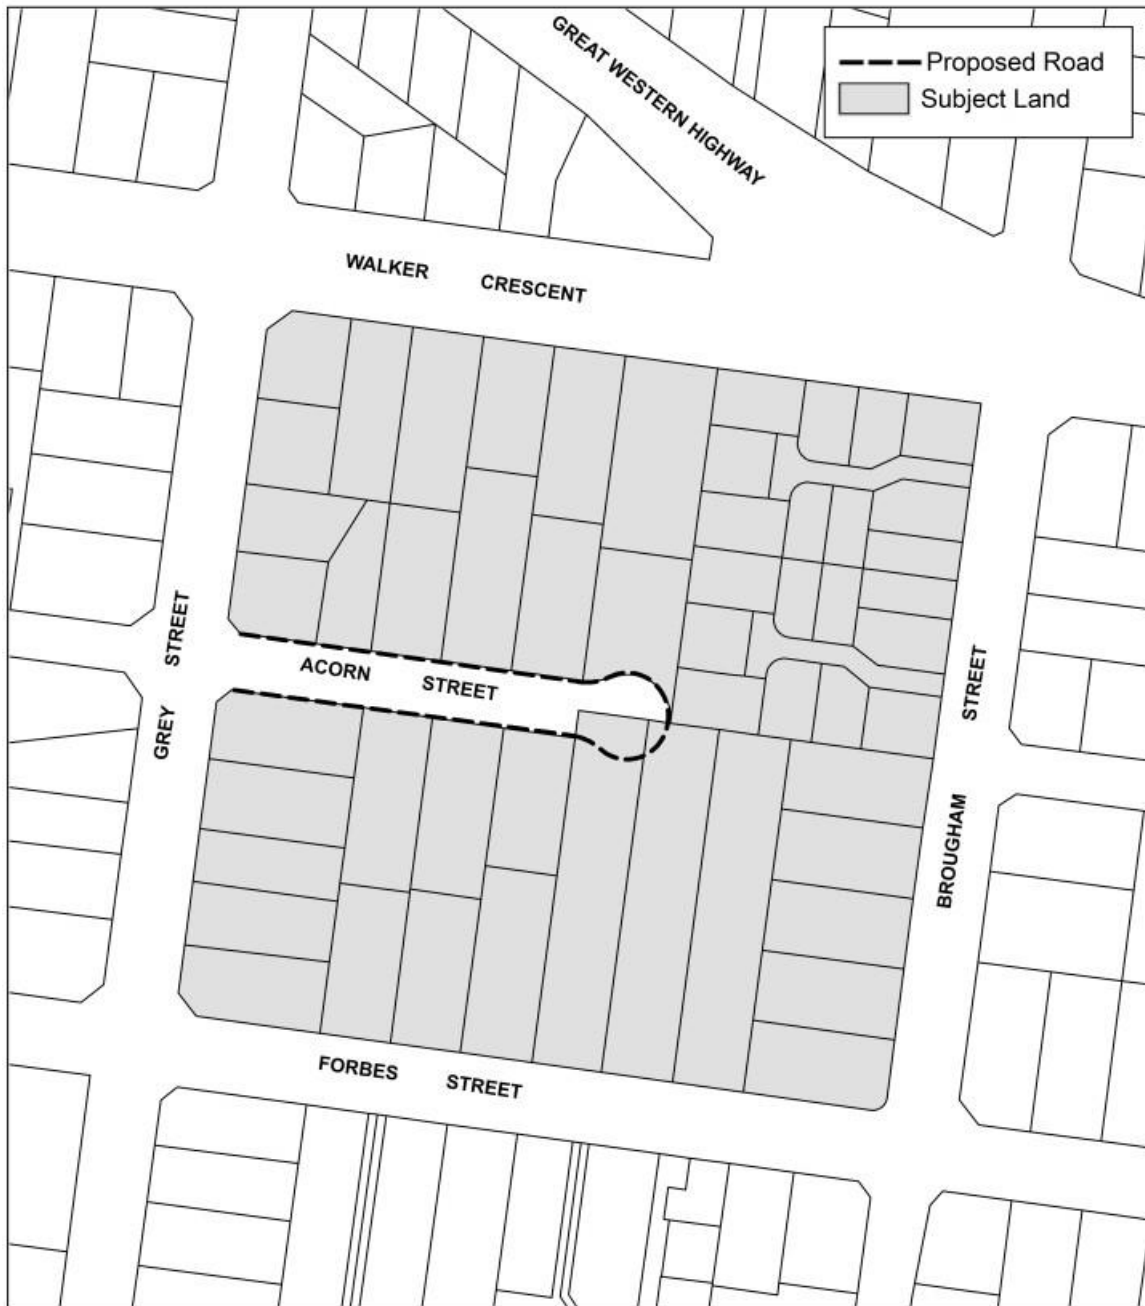 GREAT WESTERN HIGHWAY
Proposed Road
Subject Land
WALKER CRESCENT
GREY STREET
ACORN STREET
BROUGHAM STREET
FORBES STREET